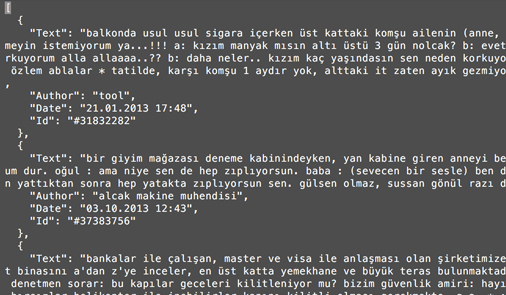 [
{
"Text": "balkonda usul usul sigara içerken üst kattaki komşu ailenin (anne,
meyin istemiyorum ya...!!! a: kızım manyak mısın altı üstü 3 gün nolcak? b: evet
rkuyorum alla allaaaa..?? b: daha neler.. kızım kaç yaşından sen neden korkuyo
özlem ablalar * tatilde, karşı komşu 1 aydır yok, alttaki it zaten ayık gezmiyo
,
"Author": "tool",
"Date": "21.01.2013 17:48",
"Id": "#31832282"
},
{
"Text": "bir giyim mağazası deneme kabinindeyken, yan kabine giren anneyi be
um dur. oğul : ama niye sen de hep zıplıyorsun. baba : (sevecen bir sesle) ben d
n yattıktan sonra hep yatakta zıplıyorsun sen. gülsen olmaz, sussan gönül razı d
"Author": "alcak makine muhendisi",
"Date": "03.10.2013 12:43",
"Id": "#37383756"
},
{
"Text": "bankalar ile çalışan, master ve visa ile anlaşması olan şirketimize
t binasını a'dan z'ye inceler, en üst katta yemekhane ve büyük teras bulunmaktad
denetmen sorar: bu kapılar geceleri kilitleniyor mu? bizim güvenlik amiri: hayı